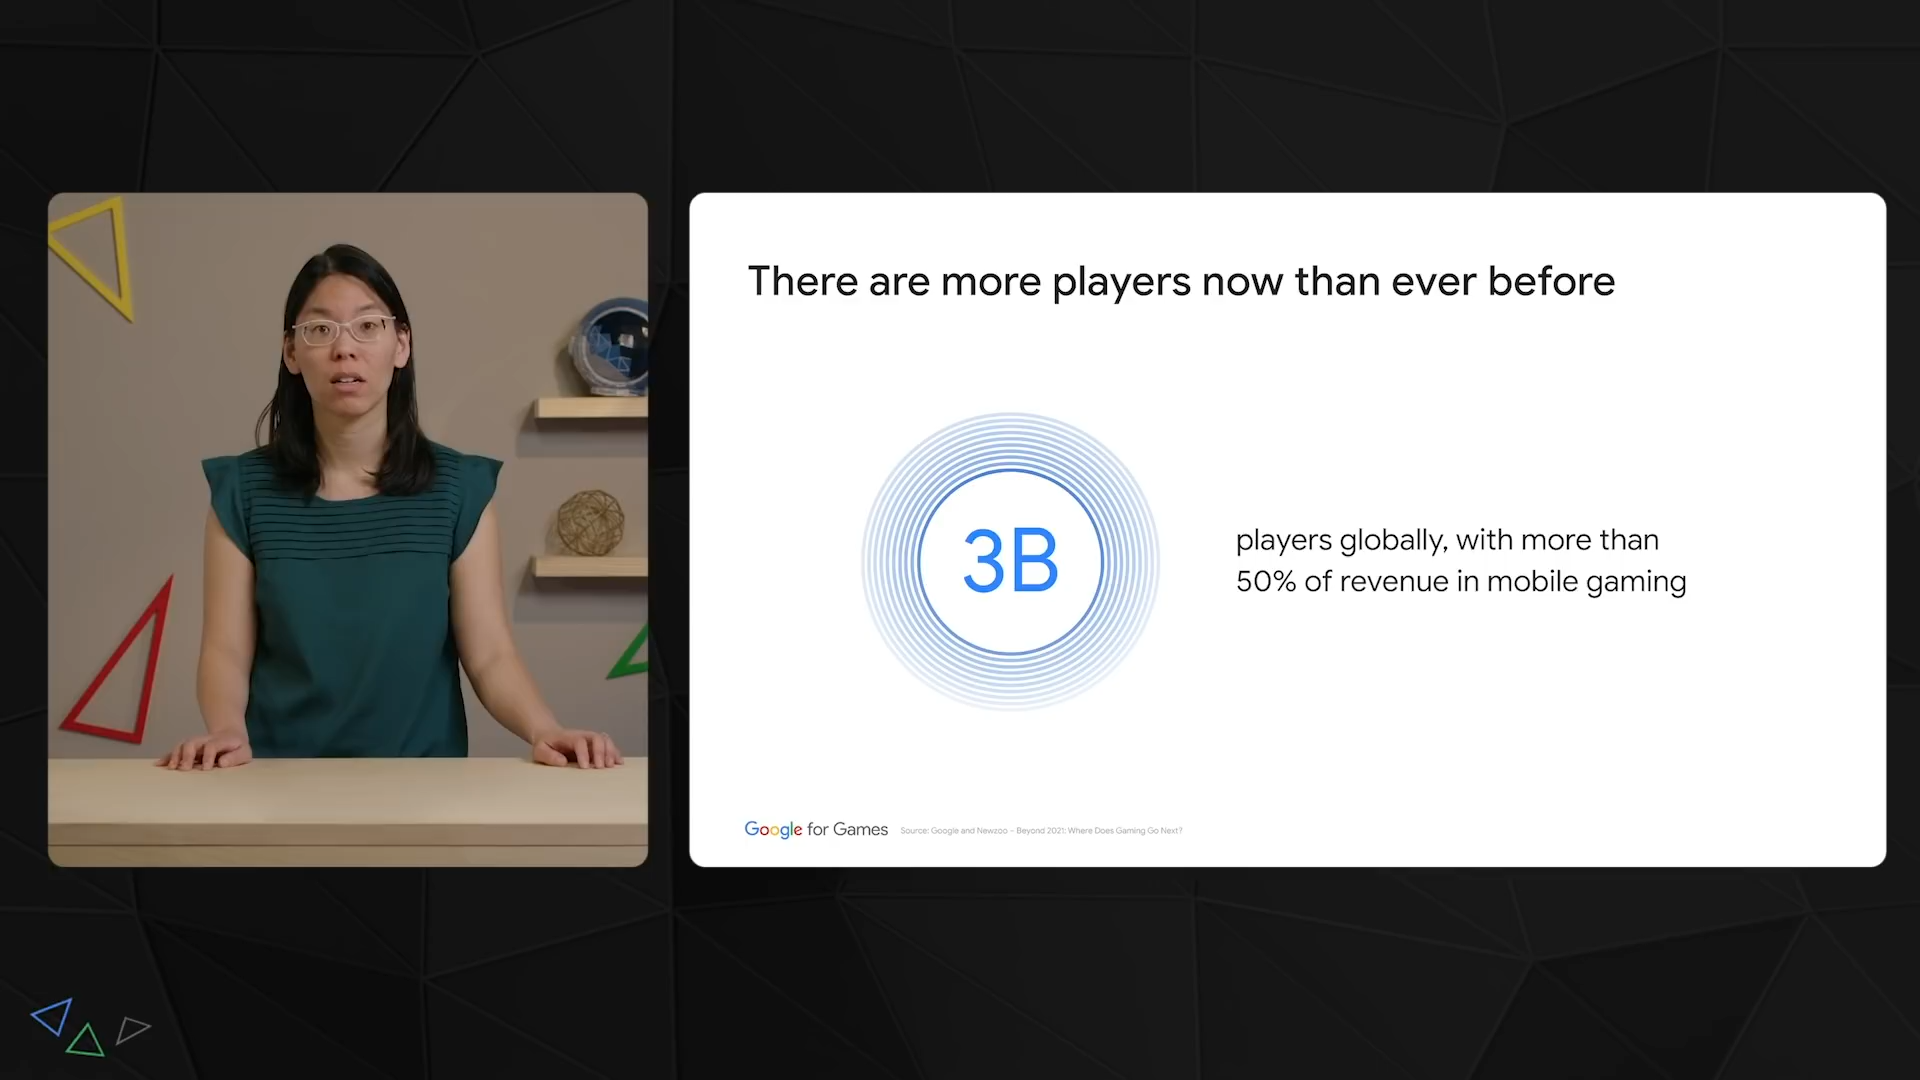 There are more players now than ever before
3B
players globally, with more than
50% of revenue in mobile gaming
Google for Games
Source: Google and Newzoo – Beyond 2021: Where Does Gaming Go Next?